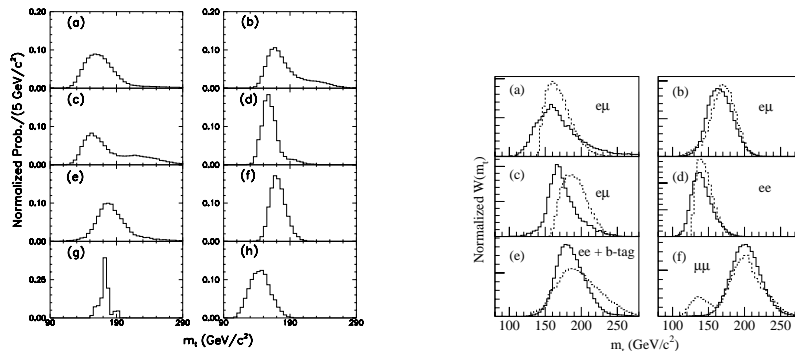 (a)
(b)
(c)
(d)
(e)
(f)
(g)
(h)
Normalized Prob./(5 GeV/c²)
0.20
0.10
0.00
0.20
0.10
0.00
0.10
0.00
0.10
0.00
0.10
0.00
0.10
0.00
0.25
0.00
0.10
0.00
90
190
290
90
190
290
mₜ (GeV/c²)
(a)
eμ
(b)
eμ
(c)
eμ
(d)
ee
(e)
ee + b-tag
(f)
μμ
Normalized W(mₜ)
100
150
200
250
100
150
200
250
(GeV/c²)